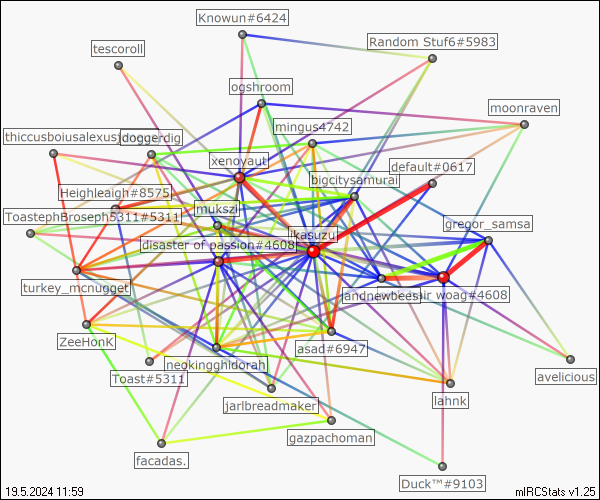 Knowun#6424
Random Stuf6#5983
tescoroll
ogshroom
moonraven
mingus4742
thiccusboiusalexus
doggerdig
xenoyaut
default#0617
bigcitysamurai
Heighleaigh#8575
mukszi
ToastephBroseph5311#5311
gregor_samsa
ikasuzu
disaster of passion#4608
turkey_mcnugget
andnewbees
sir woag#4608
ZeeHonK
asad#6947
neokingghidorah
Toast#5311
avelicious
jarlbreadmaker
lahnk
gazpachoman
facadas.
Duck™#9103
19.5.2024 11:59
mIRCStats v1.25